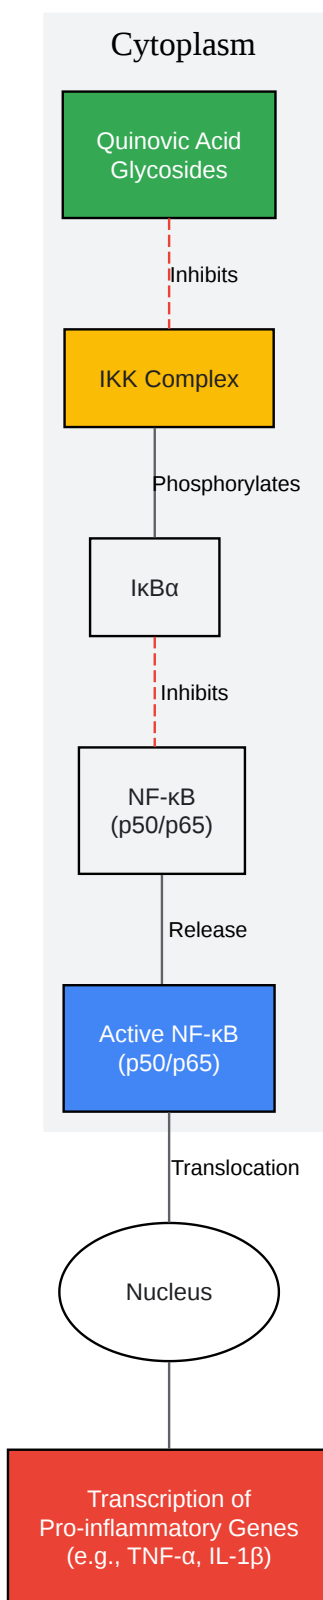 Cytoplasm
Quinovic Acid
Glycosides
Inhibits
IKK Complex
Phosphorylates
IκBα
Inhibits
NF-κB
(p50/p65)
Release
Active NF-κB
(p50/p65)
Translocation
Nucleus
Transcription of
Pro-inflammatory Genes
(e.g., TNF-α, IL-1β)